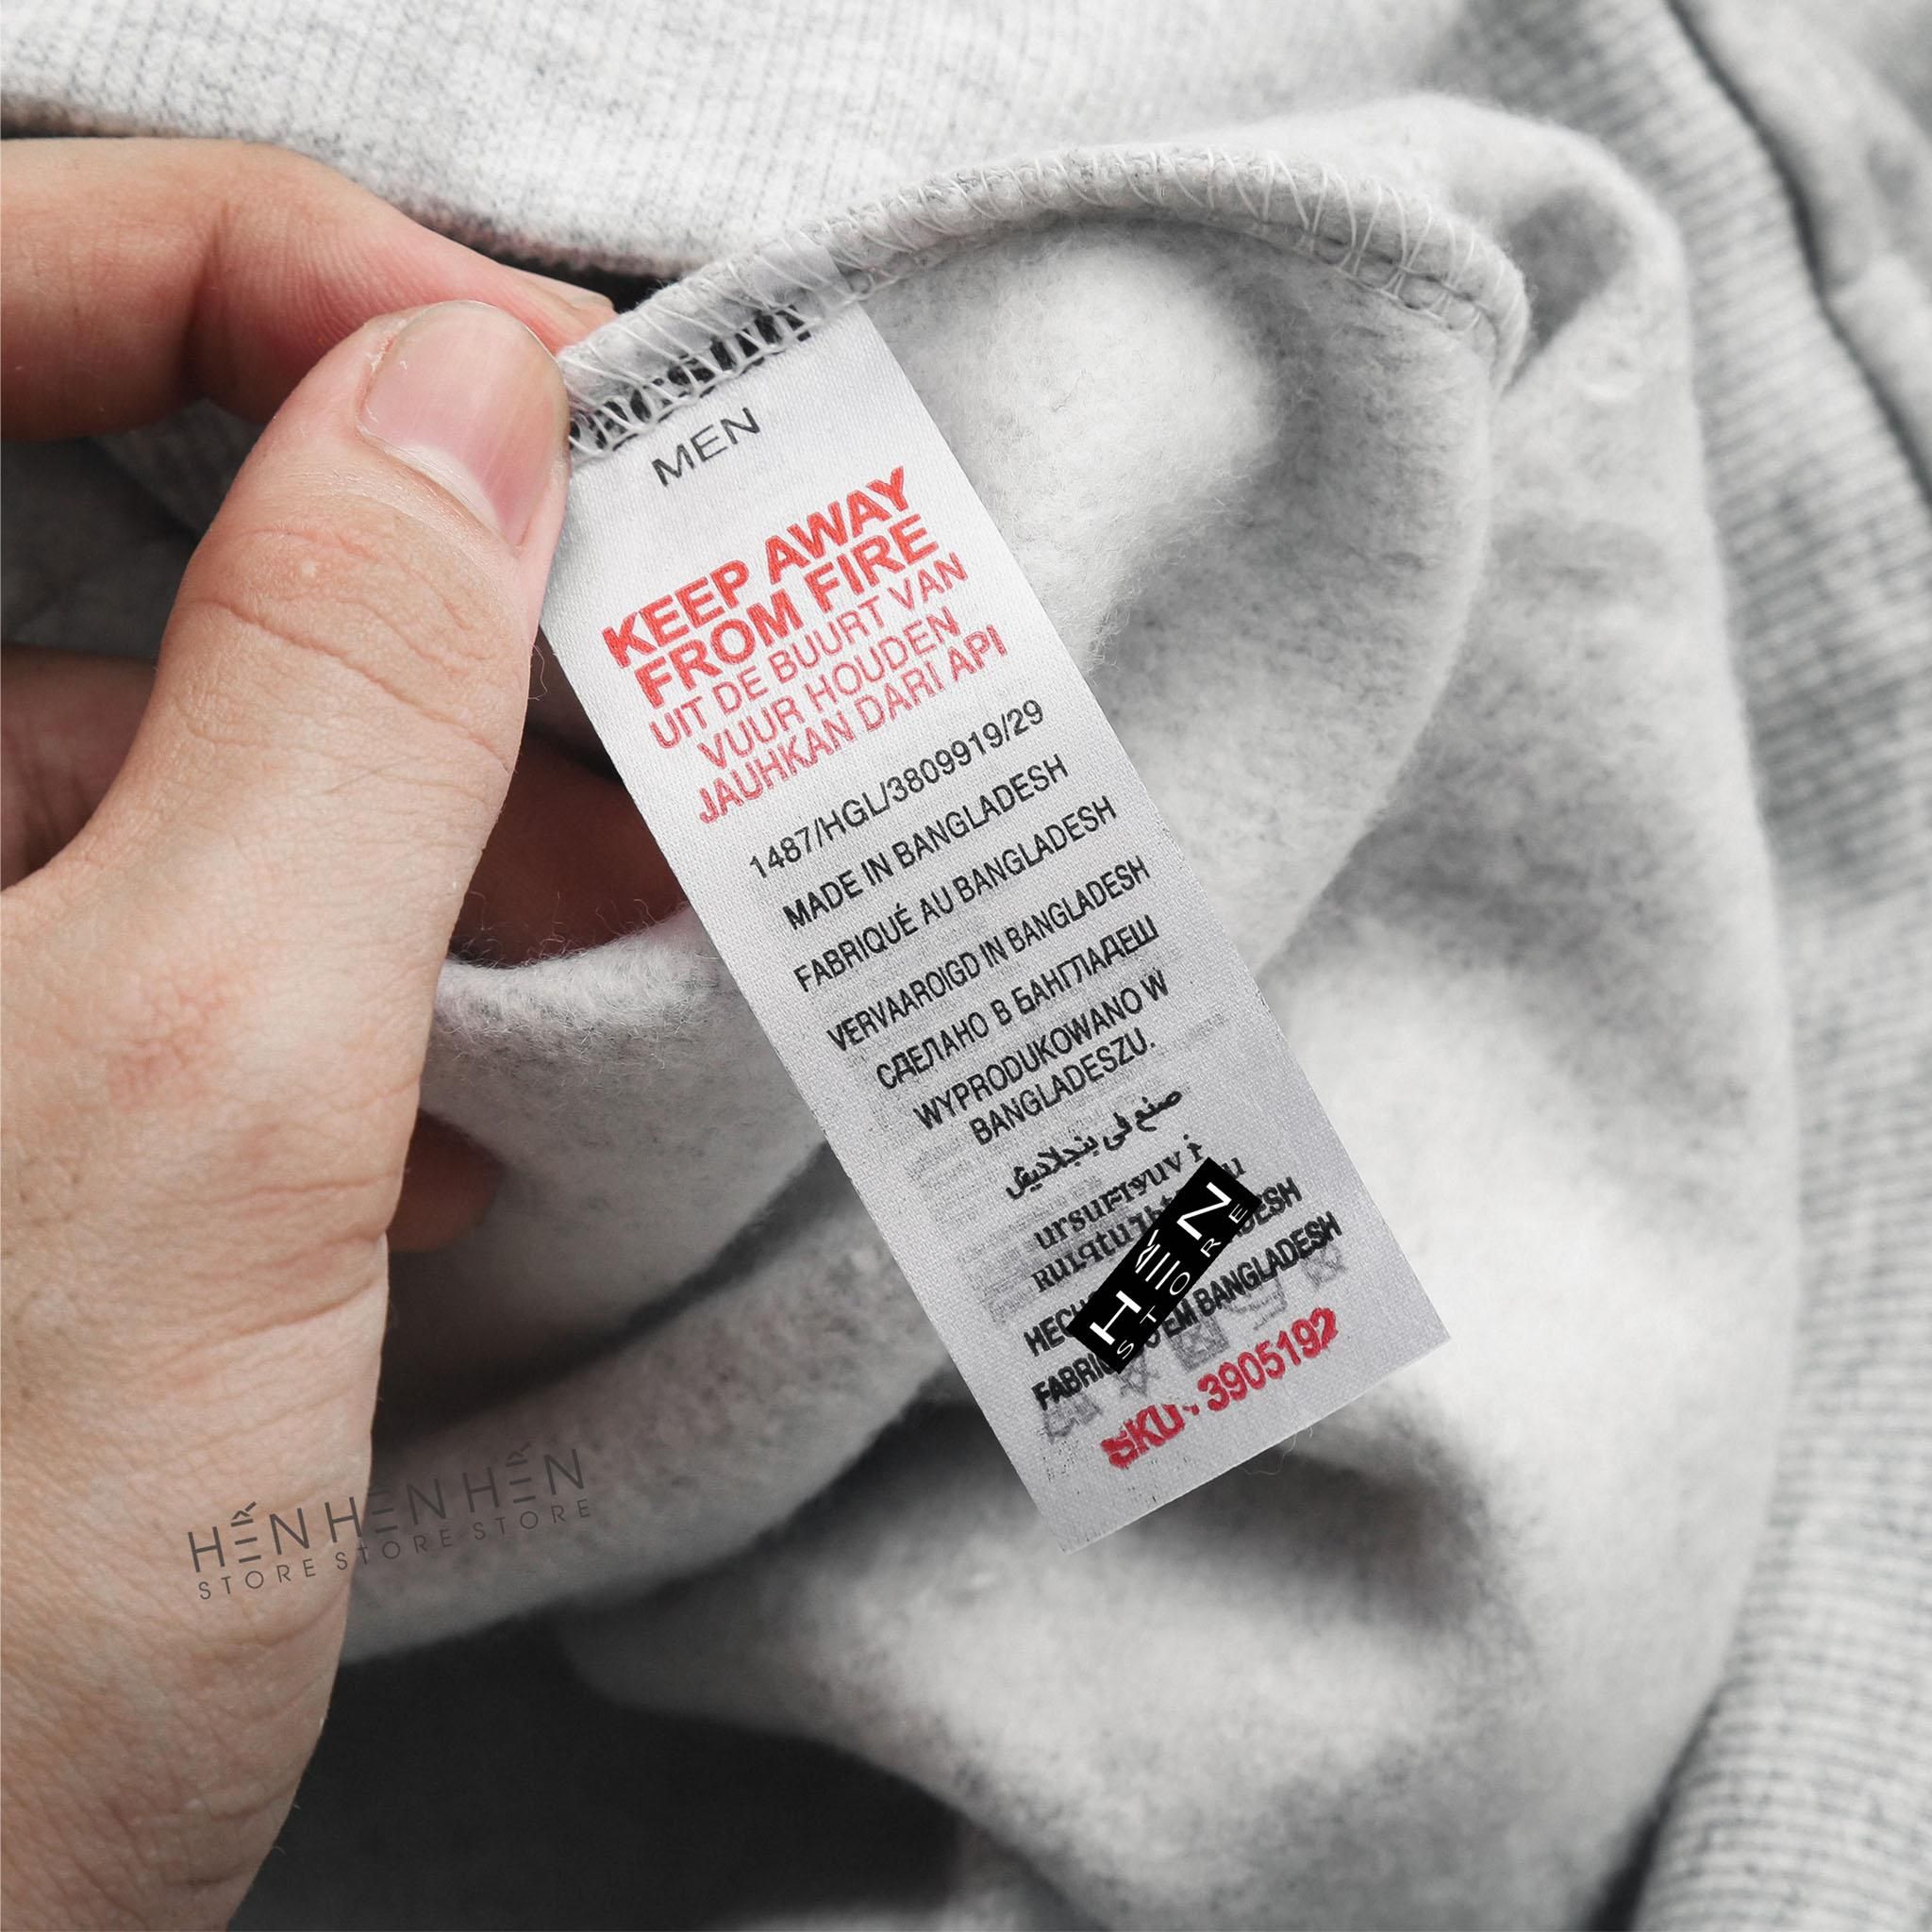 MEN
KEEP AWAY
FROM FIRE
UIT DE BUURT VAN
VUUR HOUDEN
JAUHKAN DARI API
1487/HGL/3809919/29
MADE IN BANGLADESH
FABRIQUÉ AU BANGLADESH
VERVAAROIGD IN BANGLADESH
СДЕЛАНО В БАНГЛАДЕШ
WYPRODUKOWANO W
BANGLADESZU.
صنع في بنجلاديش
HẾN
STORE
EM BANGLADESH
SKU: 3905192
HẾN HẾN HẾN
STORE STORE STORE